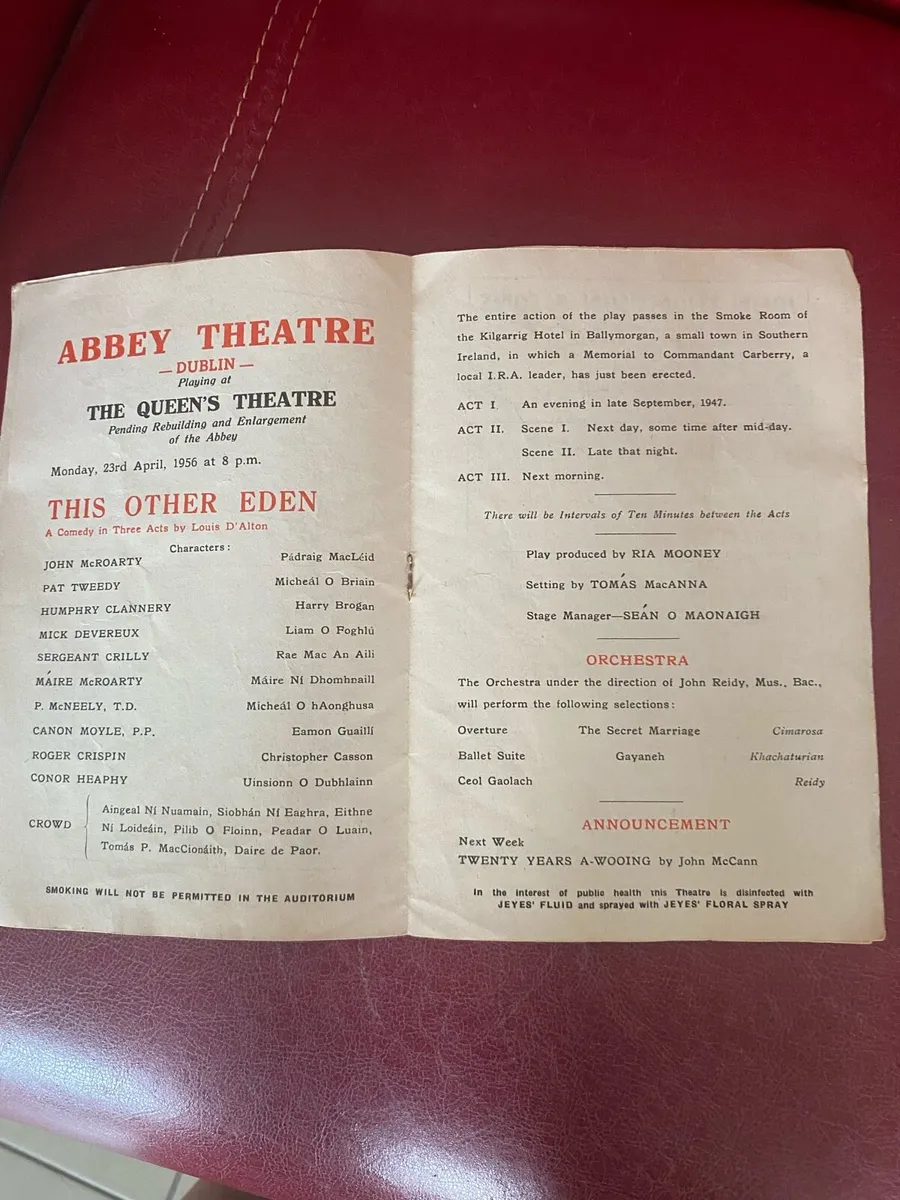 ABBEY THEATRE
— DUBLIN —
Playing at
THE QUEEN'S THEATRE
Pending Rebuilding and Enlargement
of the Abbey
Monday, 23rd April, 1956 at 8 p.m.
THIS OTHER EDEN
A Comedy in Three Acts by Louis D'Alton
Characters :
JOHN McROARTY Pádraig MacLéid
PAT TWEEDY Micheál O Briain
HUMPHRY CLANNERY Harry Brogan
MICK DEVEREUX Liam O Foghlú
SERGEANT CRILLY Rae Mac An Aili
MÁIRE McROARTY Máire Ní Dhomhnaill
P. McNEELY, T.D. Micheál O hAonghusa
CANON MOYLE, P.P. Eamon Guaillí
ROGER CRISPIN Christopher Casson
CONOR HEAPHY Uinsionn O Dubhlainn
CROWD
Aingeal Ní Nuamain, Siobhán Ní Eaghra, Eithne
Ní Loideáin, Pilib O Floinn, Peadar O Luain,
Tomás P. MacCionáith, Daire de Paor.
SMOKING WILL NOT BE PERMITTED IN THE AUDITORIUM
The entire action of the play passes in the Smoke Room of
the Kilgarrig Hotel in Ballymorgan, a small town in Southern
Ireland, in which a Memorial to Commandant Carberry, a
local I.R.A. leader, has just been erected.
ACT I. An evening in late September, 1947.
ACT II. Scene I. Next day, some time after mid-day.
Scene II. Late that night.
ACT III. Next morning.
There will be Intervals of Ten Minutes between the Acts
Play produced by RIA MOONEY
Setting by TOMÁS MacANNA
Stage Manager—SEÁN O MAONAIGH
ORCHESTRA
The Orchestra under the direction of John Reidy, Mus., Bac.,
will perform the following selections :
Overture The Secret Marriage Cimarosa
Ballet Suite Gayaneh Khachaturian
Ceol Gaolach Reidy
ANNOUNCEMENT
Next Week
TWENTY YEARS A-WOOING by John McCann
In the interest of public health this Theatre is disinfected with
JEYES' FLUID and sprayed with JEYES' FLORAL SPRAY